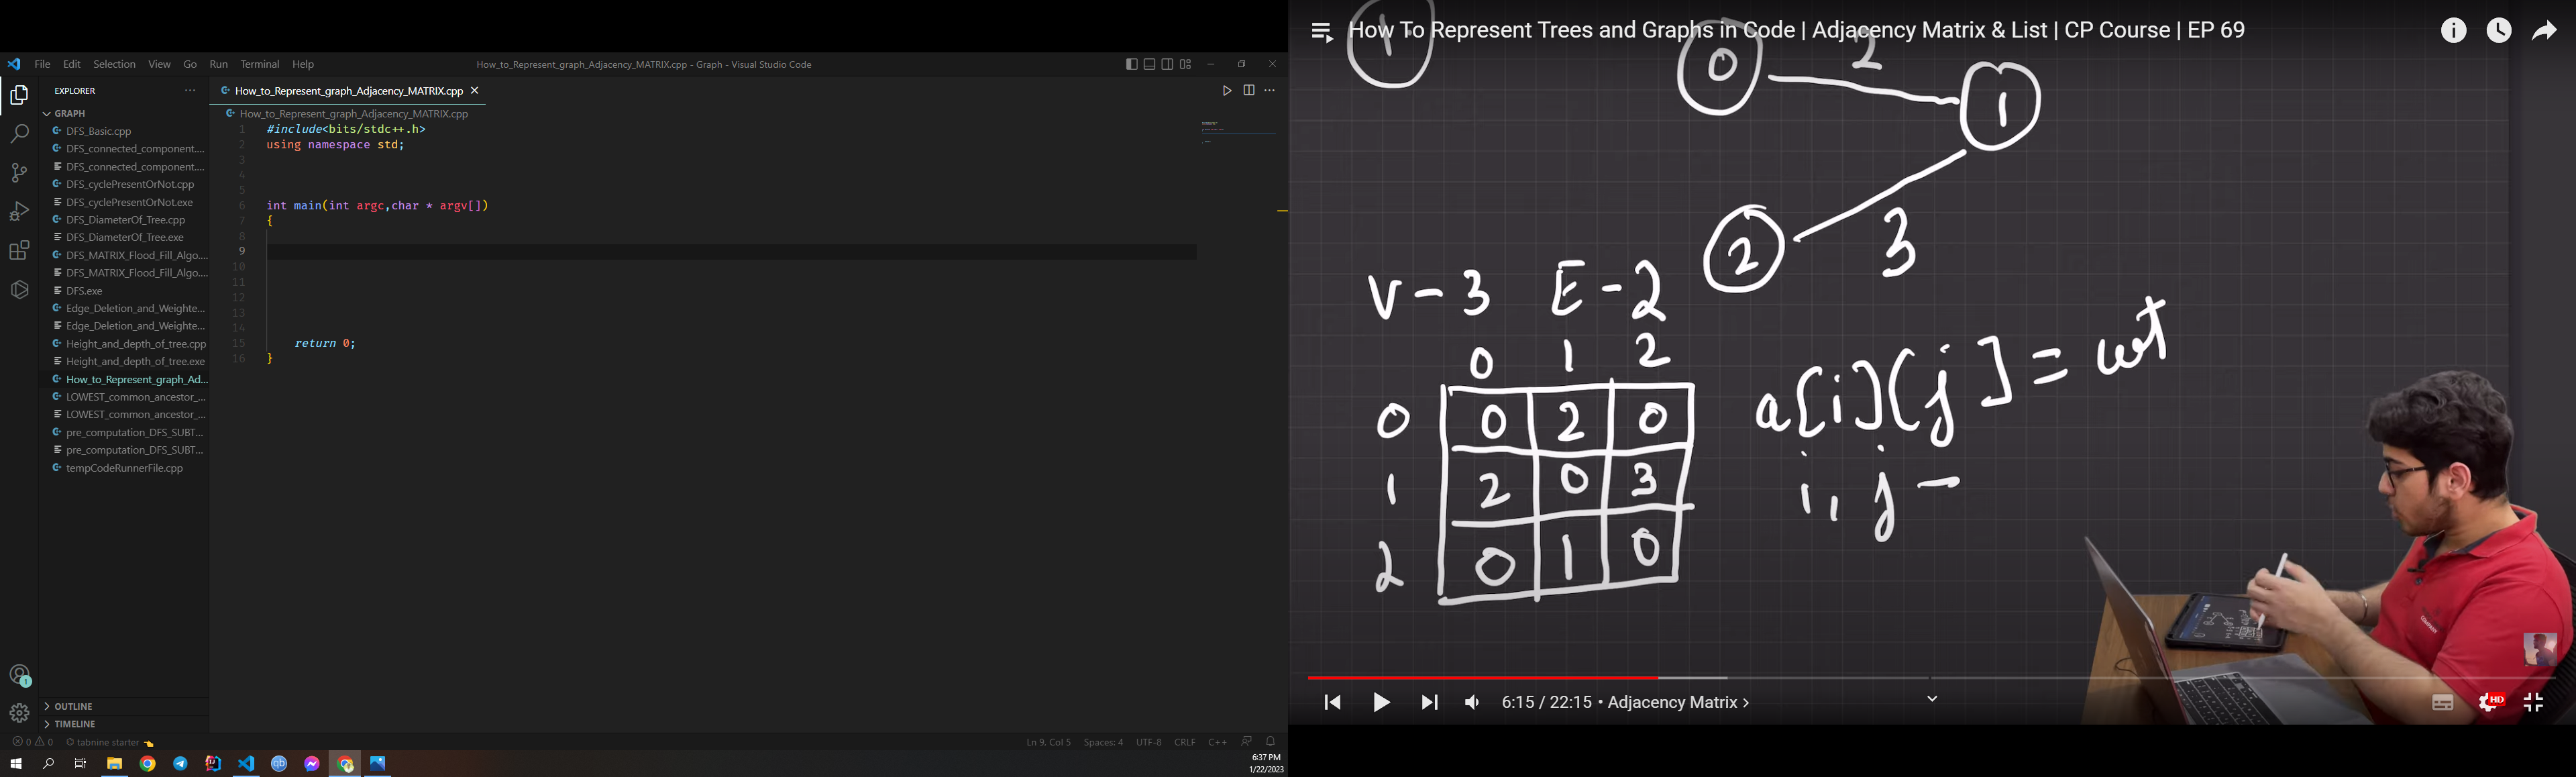 File Edit Selection View Go Run Terminal Help
How_to_Represent_graph_Adjacency_MATRIX.cpp - Graph - Visual Studio Code
EXPLORER
GRAPH
DFS_Basic.cpp
DFS_connected_component....
DFS_connected_component....
DFS_cyclePresentOrNot.cpp
DFS_cyclePresentOrNot.exe
DFS_DiameterOf_Tree.cpp
DFS_DiameterOf_Tree.exe
DFS_MATRIX_Flood_Fill_Algo....
DFS_MATRIX_Flood_Fill_Algo....
DFS.exe
Edge_Deletion_and_Weighte...
Edge_Deletion_and_Weighte...
Height_and_depth_of_tree.cpp
Height_and_depth_of_tree.exe
How_to_Represent_graph_Ad...
LOWEST_common_ancestor_...
LOWEST_common_ancestor_...
pre_computation_DFS_SUBT...
pre_computation_DFS_SUBT...
tempCodeRunnerFile.cpp
OUTLINE
TIMELINE
How_to_Represent_graph_Adjacency_MATRIX.cpp
How_to_Represent_graph_Adjacency_MATRIX.cpp
1 #include<bits/stdc++.h>
2 using namespace std;
3
4
5
6 int main(int argc,char * argv[])
7 {
8
9
10
11
12
13
14
15 return 0;
16 }
1
0 0 tabnine starter
Ln 9, Col 5 Spaces: 4 UTF-8 CRLF C++
6:37 PM
1/22/2023
How To Represent Trees and Graphs in Code | Adjacency Matrix & List | CP Course | EP 69
1
0 2 1
2 3
V - 3 E - 2
0 1 2
0 0 2 0
1 2 0 3
2 0 1 0
a[i][j] = wt
i, j -
COMPANY
6:15 / 22:15 • Adjacency Matrix
HD